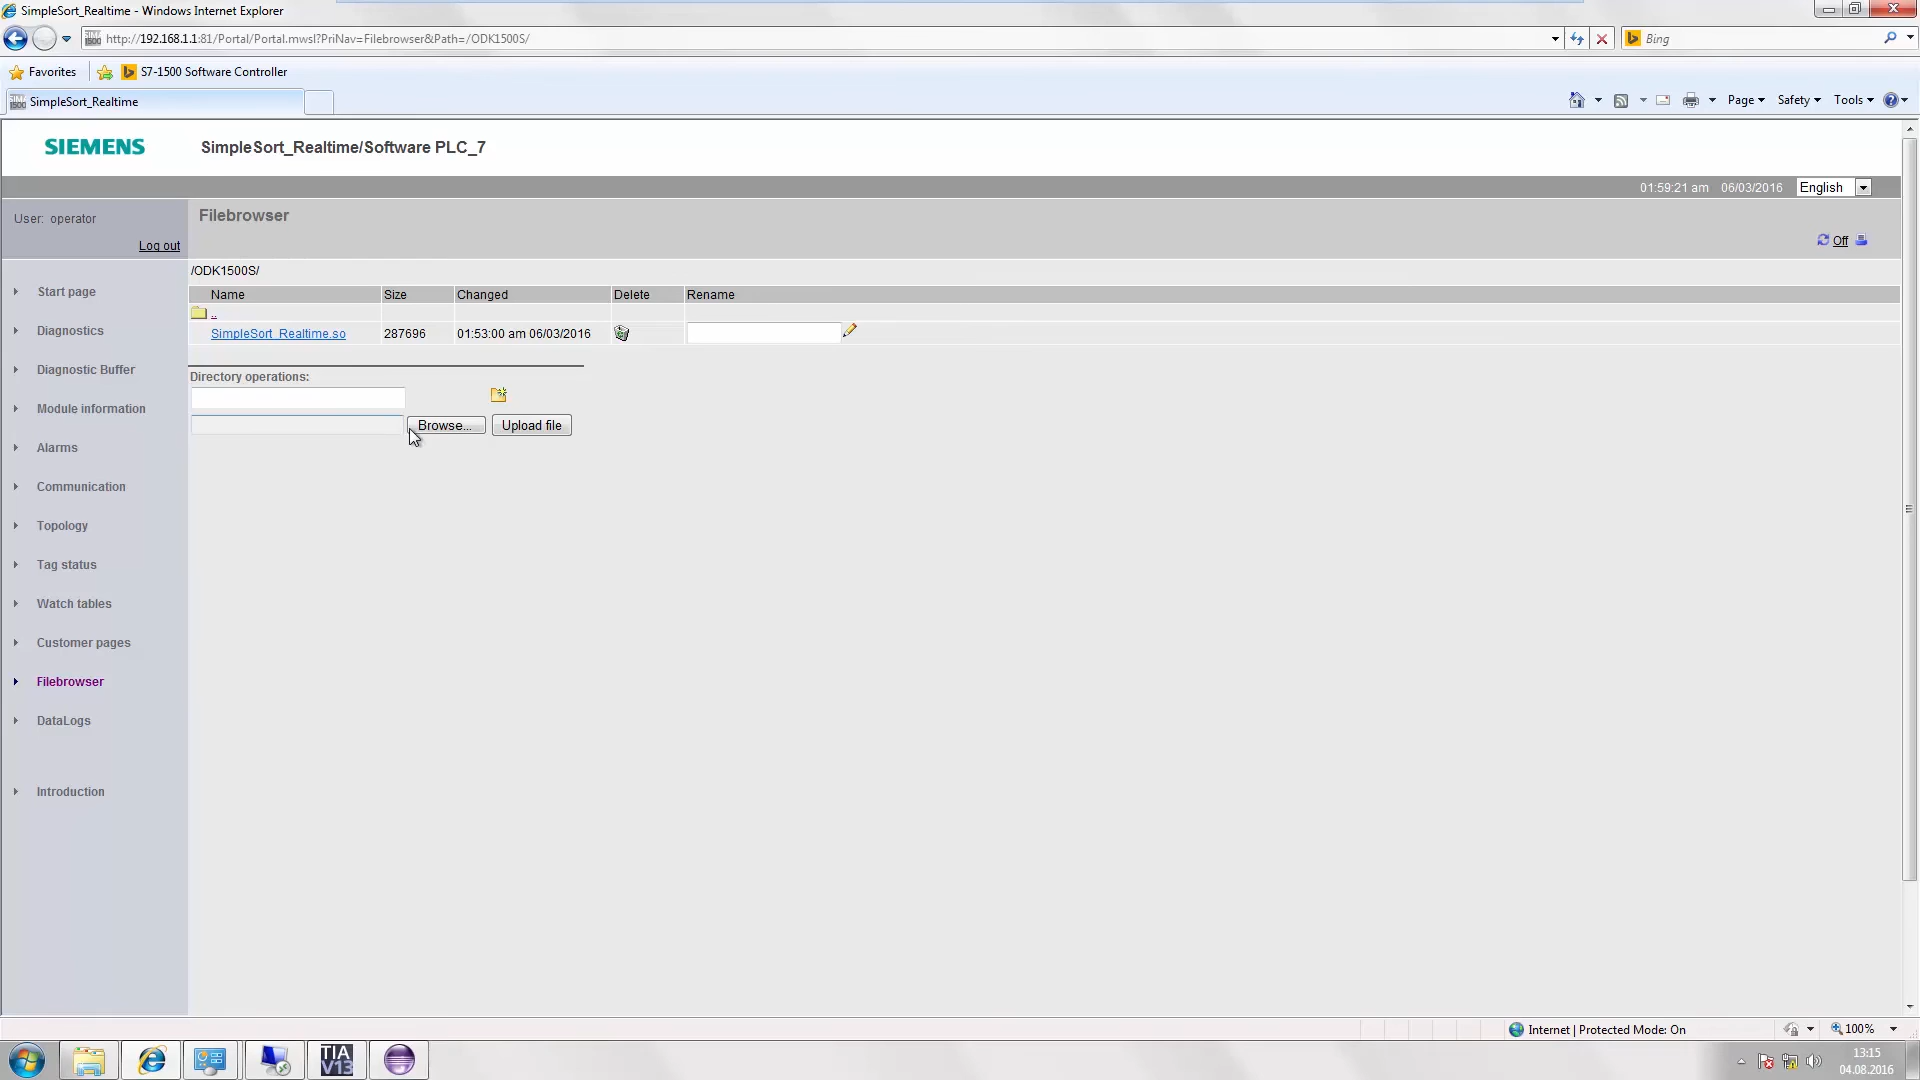 SimpleSort_Realtime - Windows Internet Explorer
http://192.168.1.1:81/Portal/Portal.mwsl?PriNav=Filebrowser&Path=/ODK1500S/
Bing
Favorites
S7-1500 Software Controller
SimpleSort_Realtime
Page
Safety
Tools
SIEMENS
SimpleSort_Realtime/Software PLC_7
01:59:21 am 06/03/2016
English
User: operator
Log out
Filebrowser
Off
/ODK1500S/
Name Size Changed Delete Rename
..
SimpleSort_Realtime.so 287696 01:53:00 am 06/03/2016
Directory operations:
Browse... Upload file
Start page
Diagnostics
Diagnostic Buffer
Module information
Alarms
Communication
Topology
Tag status
Watch tables
Customer pages
Filebrowser
DataLogs
Introduction
Internet | Protected Mode: On
100%
TIA
V13
13:15
04.08.2016